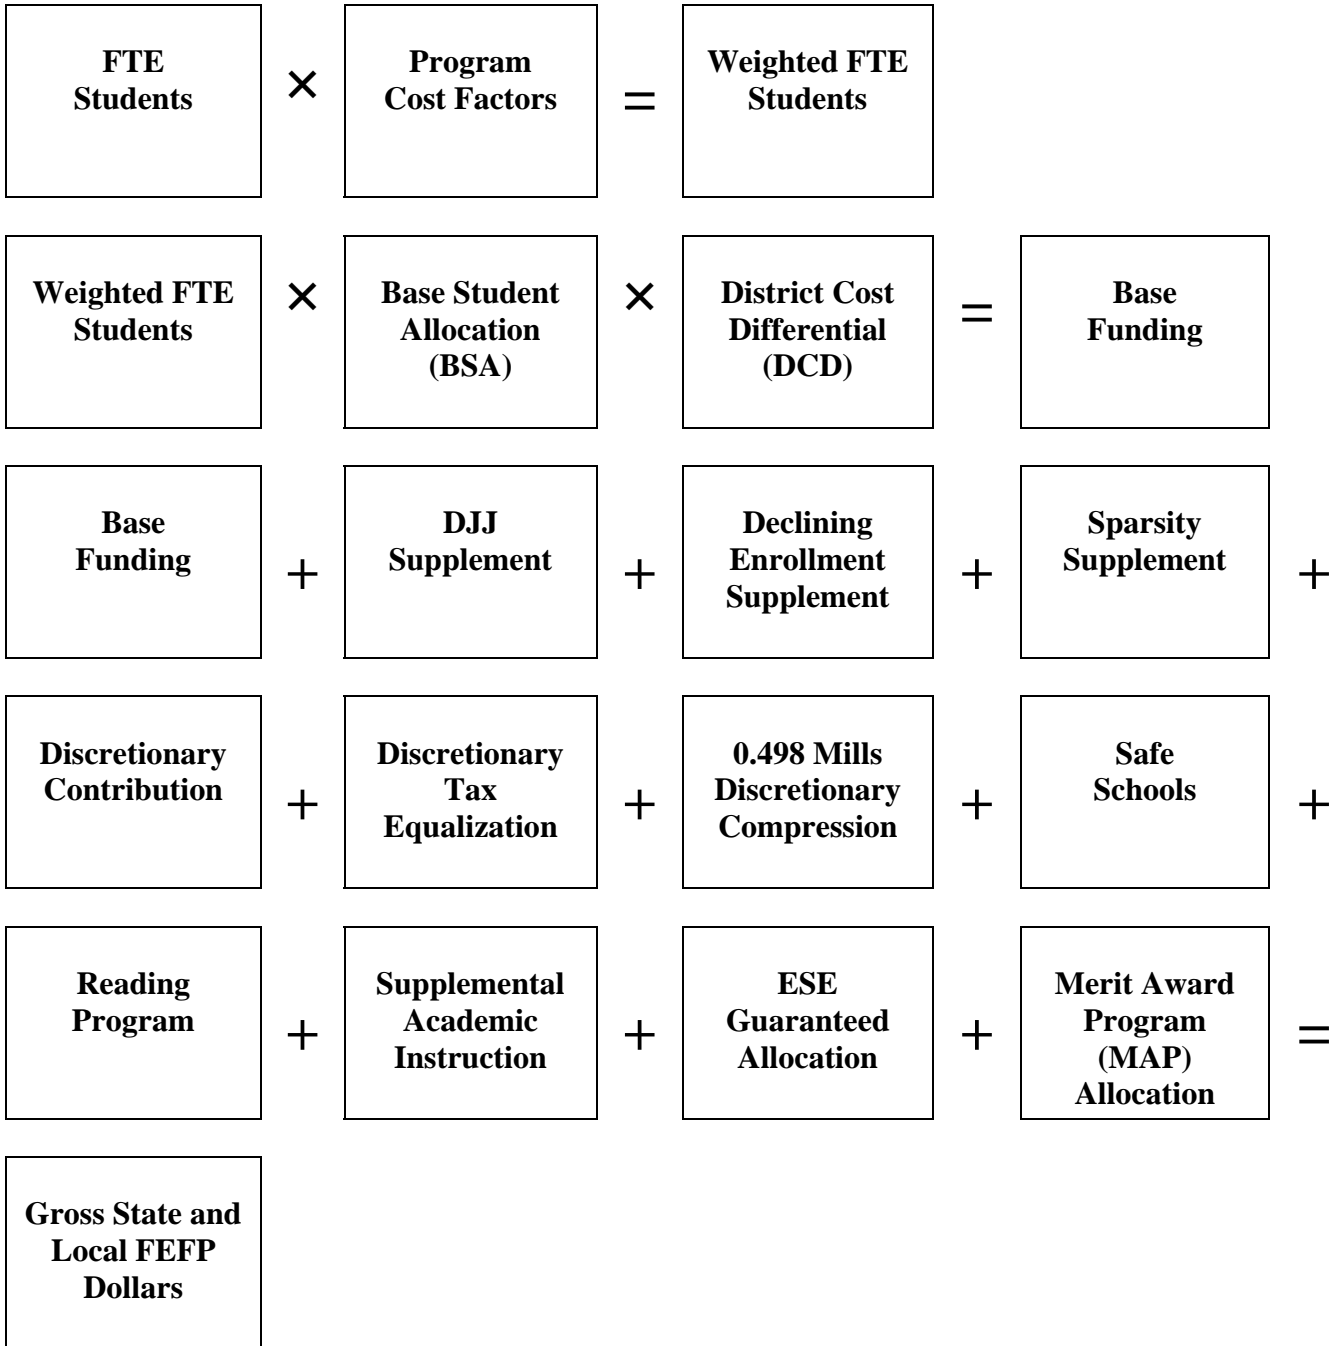 FTE
Students
×
Program
Cost Factors
=
Weighted FTE
Students
Weighted FTE
Students
×
Base Student
Allocation
(BSA)
×
District Cost
Differential
(DCD)
=
Base
Funding
Base
Funding
+
DJJ
Supplement
+
Declining
Enrollment
Supplement
+
Sparsity
Supplement
+
Discretionary
Contribution
+
Discretionary
Tax
Equalization
+
0.498 Mills
Discretionary
Compression
+
Safe
Schools
+
Reading
Program
+
Supplemental
Academic
Instruction
+
ESE
Guaranteed
Allocation
+
Merit Award
Program
(MAP)
Allocation
=
Gross State and
Local FEFP
Dollars